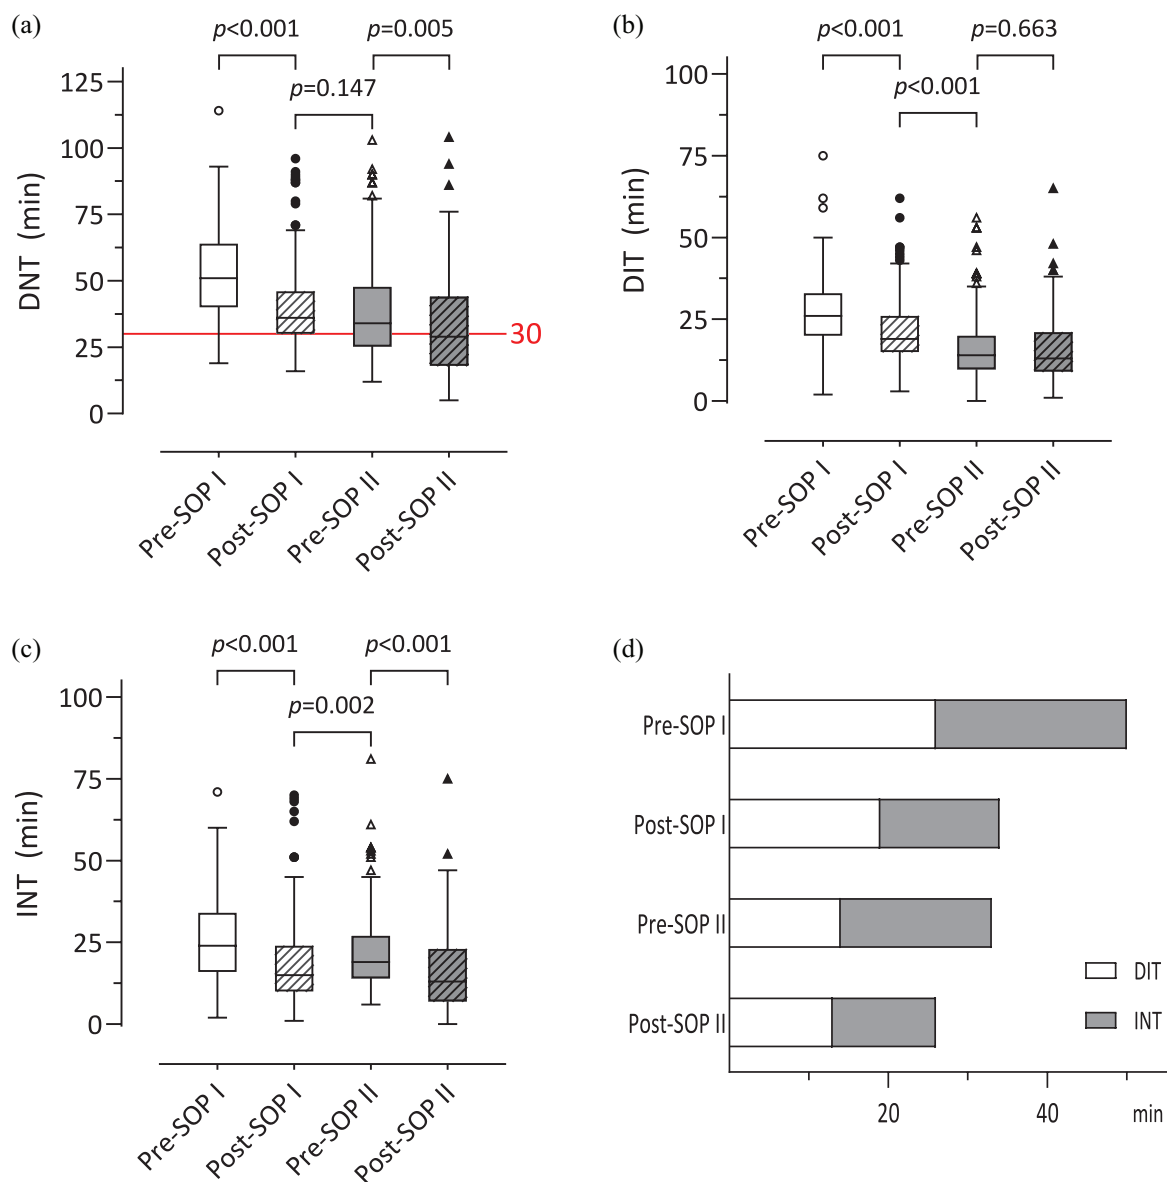 (a)
p<0.001 p=0.005
p=0.147
125
100
75
50
25
0
DNT (min)
30
Pre-SOP I
Post-SOP I
Pre-SOP II
Post-SOP II
(b)
p<0.001 p=0.663
p<0.001
100
75
50
25
0
DIT (min)
Pre-SOP I
Post-SOP I
Pre-SOP II
Post-SOP II
(c)
p<0.001 p<0.001
p=0.002
100
75
50
25
0
INT (min)
Pre-SOP I
Post-SOP I
Pre-SOP II
Post-SOP II
(d)
Pre-SOP I
Post-SOP I
Pre-SOP II
Post-SOP II
DIT
INT
20 40 min